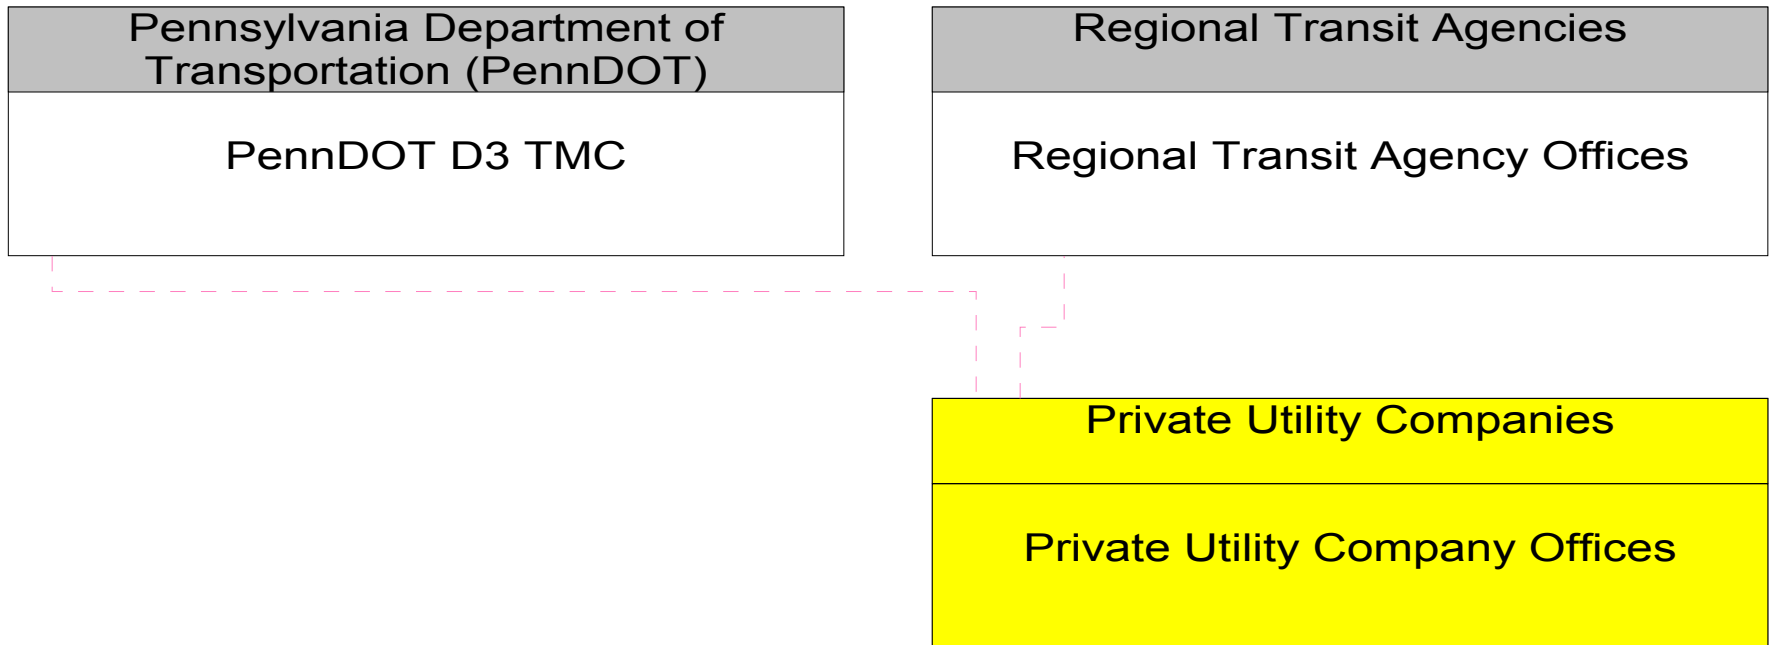 Pennsylvania Department of
Transportation (PennDOT)
PennDOT D3 TMC
Regional Transit Agencies
Regional Transit Agency Offices
Private Utility Companies
Private Utility Company Offices